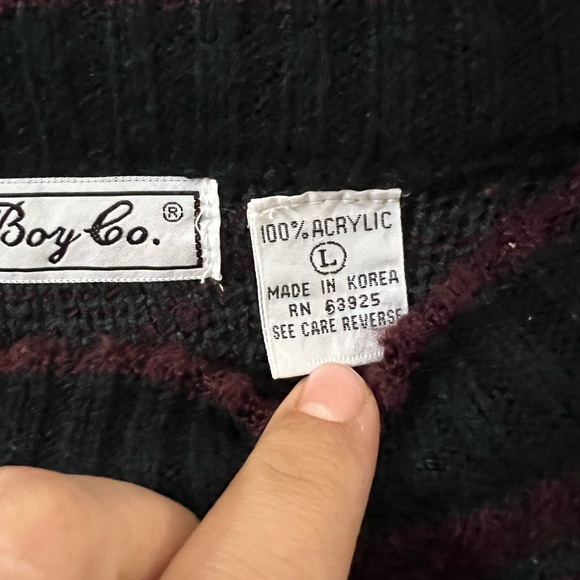 Boy Co.®
100% ACRYLIC
L
MADE IN KOREA
RN 63925
SEE CARE REVERSE